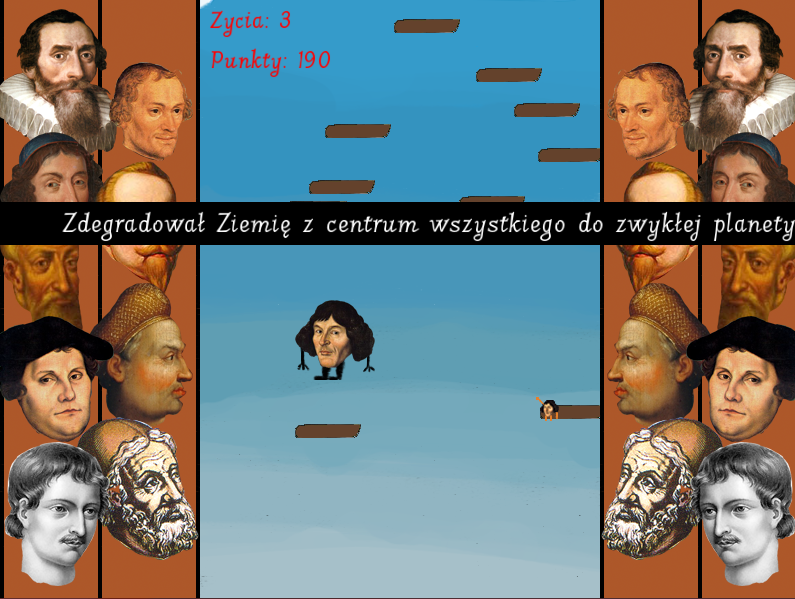 Zycia: 3
Punkty: 190
Zdegradował Ziemię z centrum wszystkiego do zwykłej planety